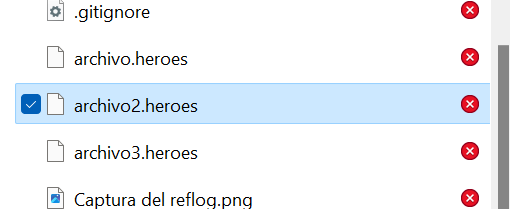 .gitignore
archivo.heroes
archivo2.heroes
archivo3.heroes
Captura del reflog.png